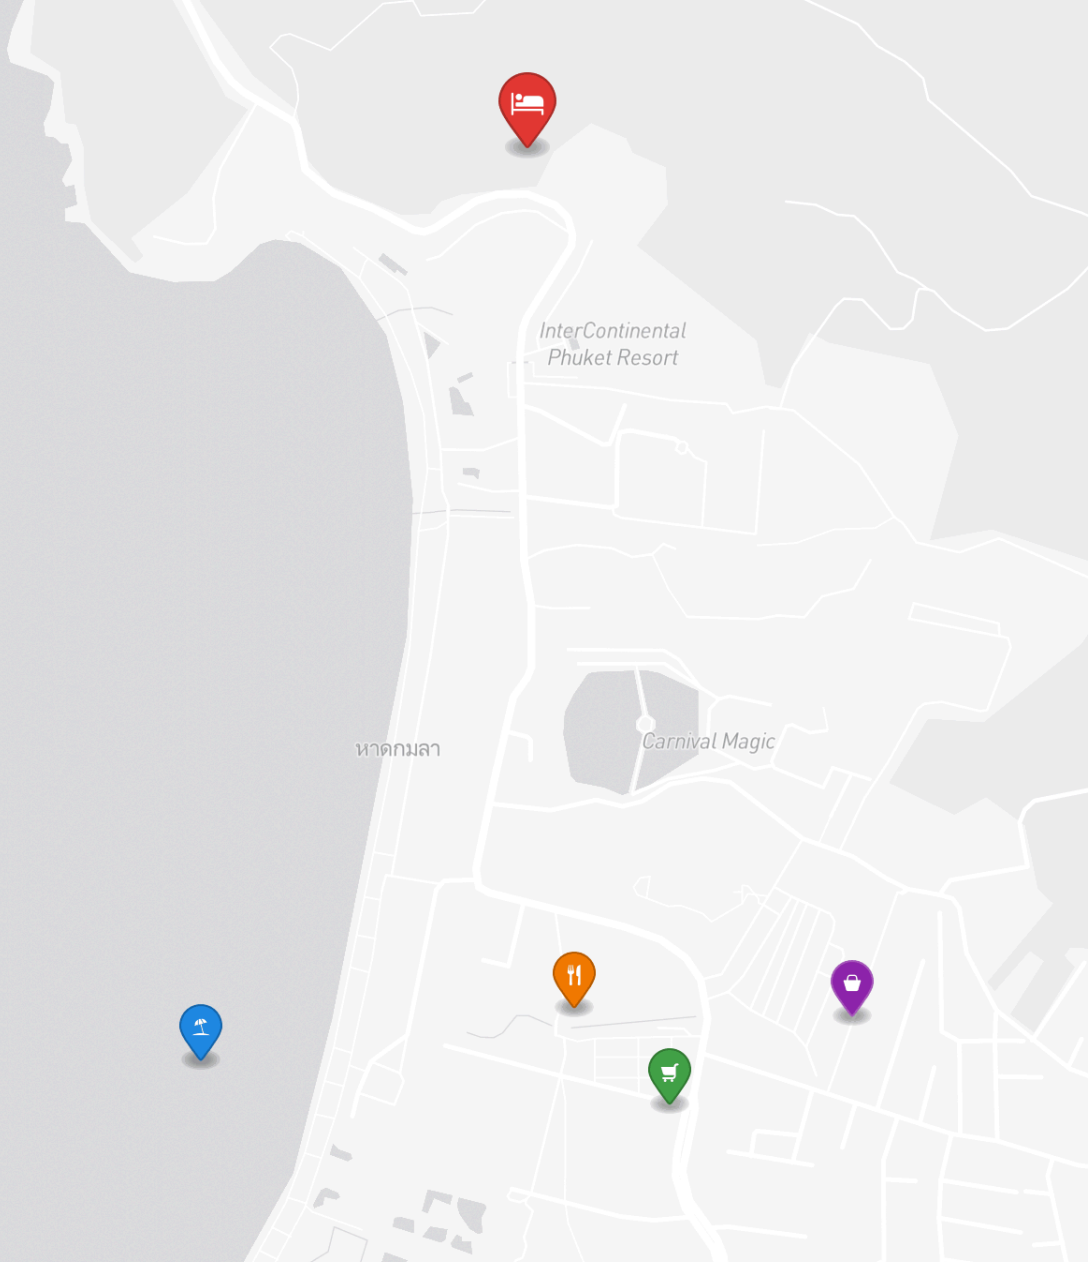 InterContinental
Phuket Resort
Carnival Magic
หาดกมลา